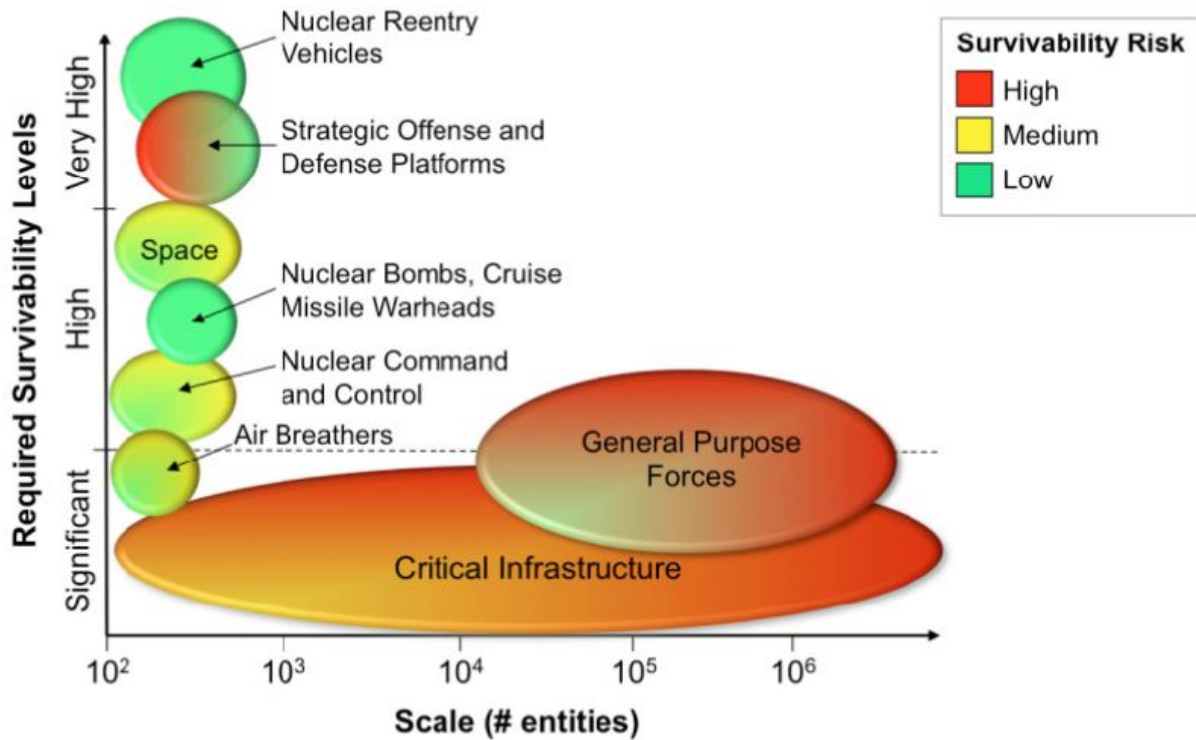 Nuclear Reentry
Vehicles
Strategic Offense and
Defense Platforms
Space
Nuclear Bombs, Cruise
Missile Warheads
Nuclear Command
and Control
Air Breathers
General Purpose
Forces
Critical Infrastructure
Required Survivability Levels
Very High
High
Significant
10²
10³
10⁴
10⁵
10⁶
Scale (# entities)
Survivability Risk
High
Medium
Low